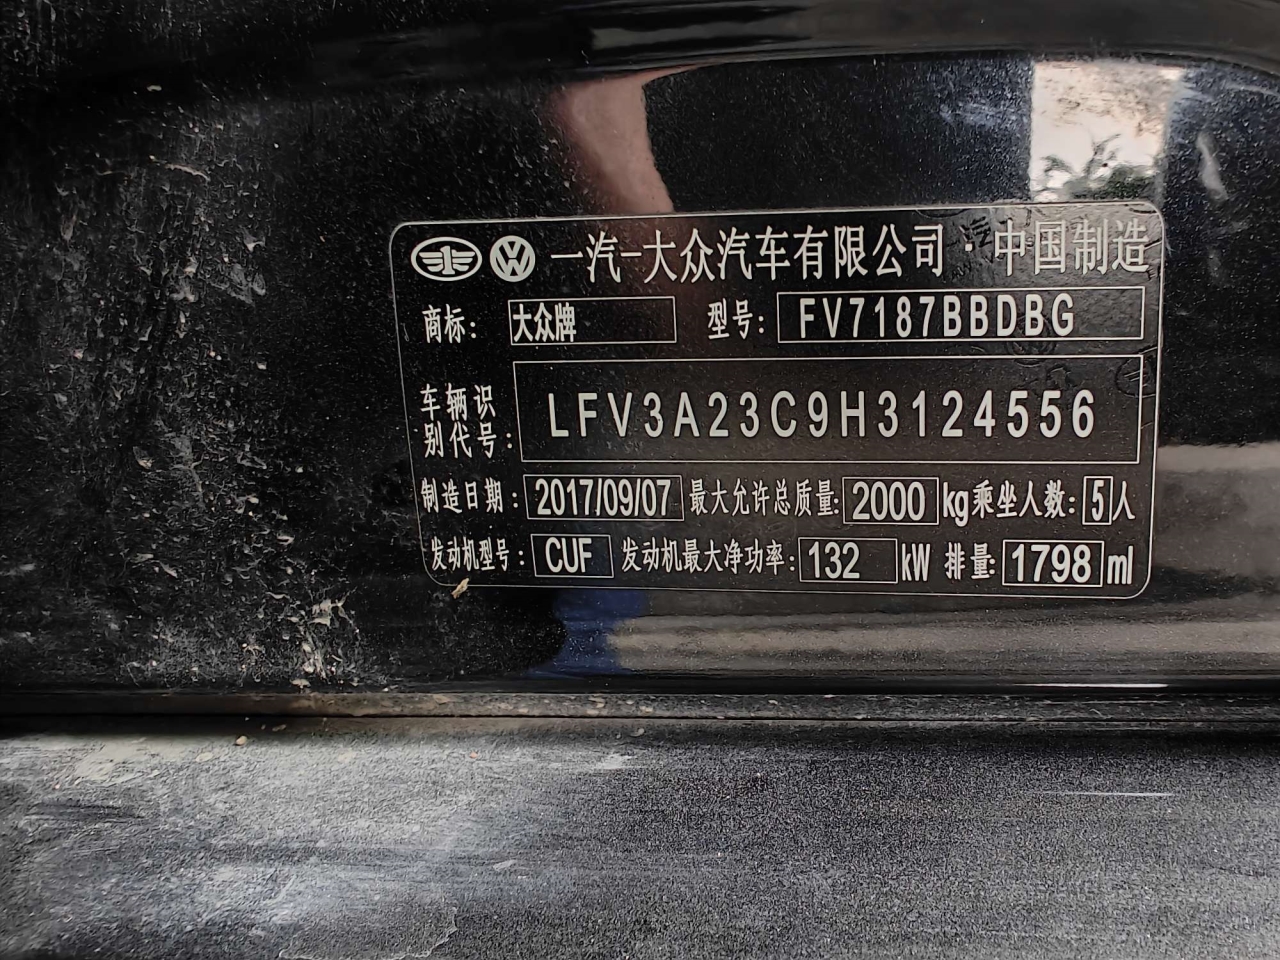 一汽-大众汽车有限公司·中国制造
商标: 大众牌 型号: FV7187BBDBG
车辆识别代号: LFV3A23C9H3124556
制造日期: 2017/09/07 最大允许总质量: 2000 kg 乘坐人数: 5 人
发动机型号: CUF 发动机最大净功率: 132 kW 排量: 1798 ml